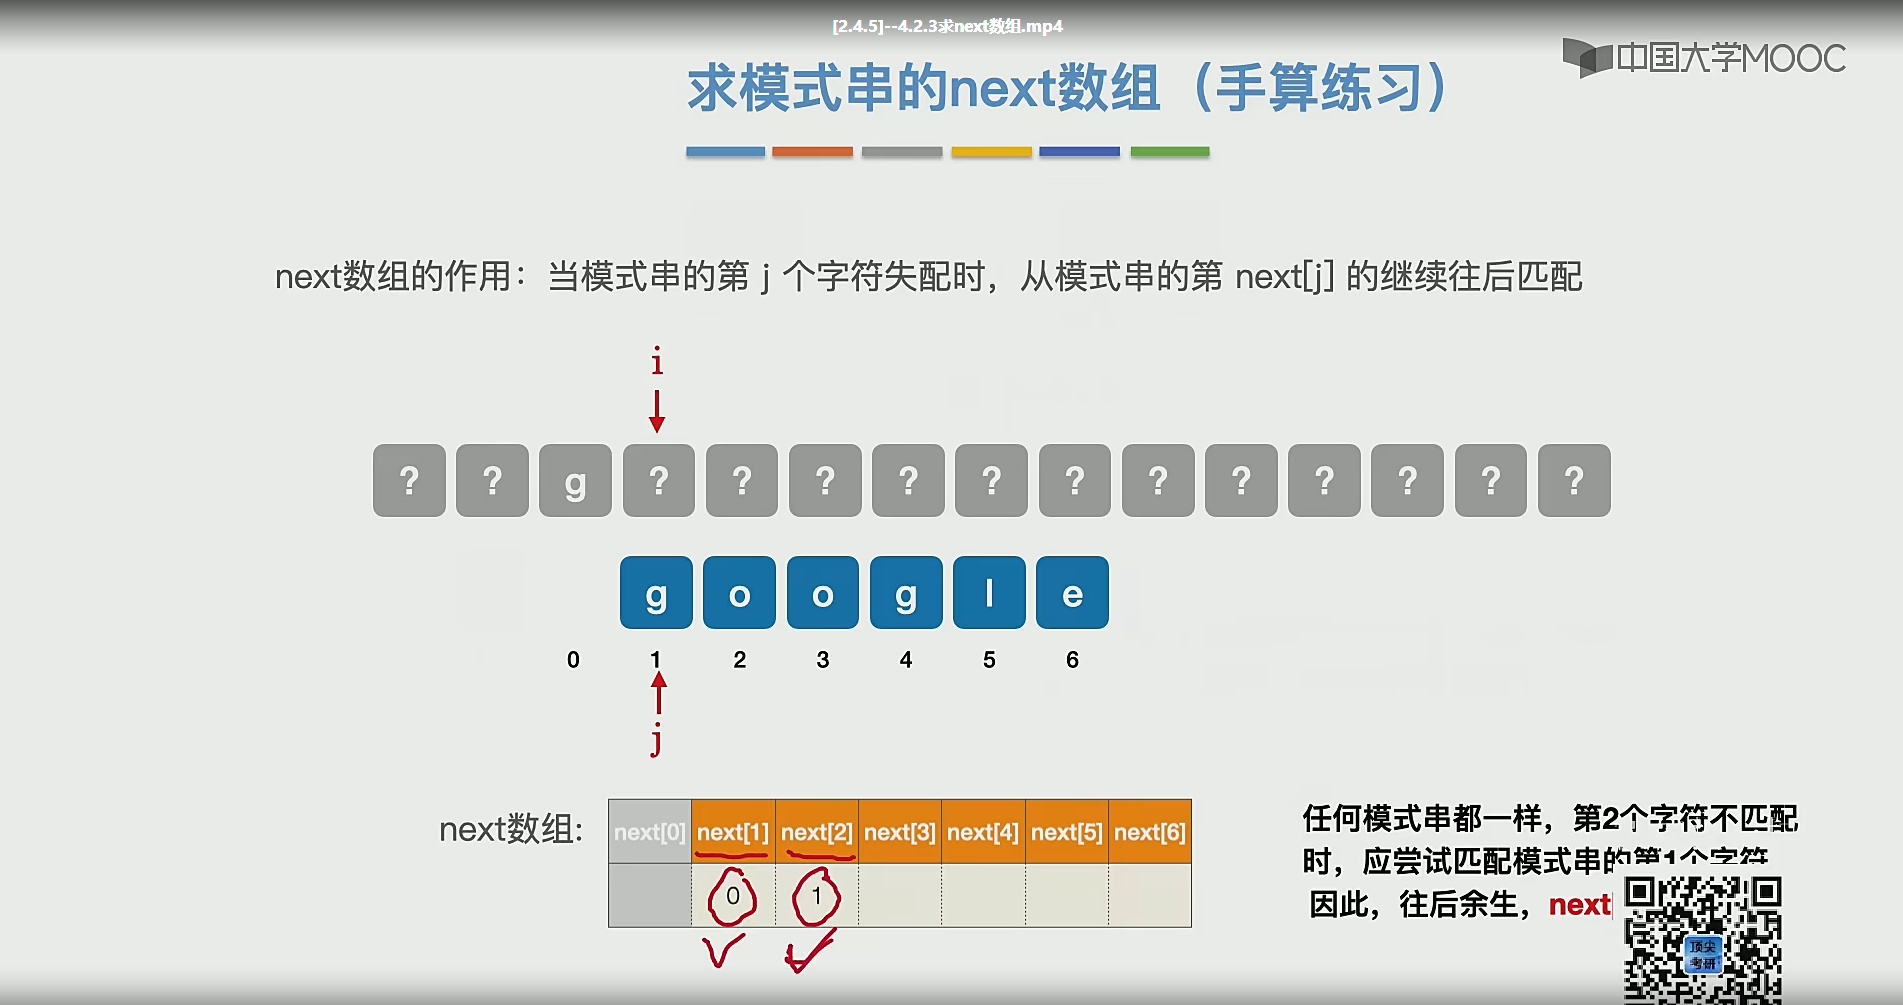 [2.4.5]--4.2.3求next数组.mp4
中国大学MOOC
求模式串的next数组（手算练习）
next数组的作用：当模式串的第 j 个字符失配时，从模式串的第 next[j] 的继续往后匹配
i
? ? g ? ? ? ? ? ? ? ? ? ? ? ?
g o o g l e
0 1 2 3 4 5 6
j
next数组:
next[0] next[1] next[2] next[3] next[4] next[5] next[6]
0 1
任何模式串都一样，第2个字符不匹配
时，应尝试匹配模式串的第1个字符
因此，往后余生，next
顶尖
考研